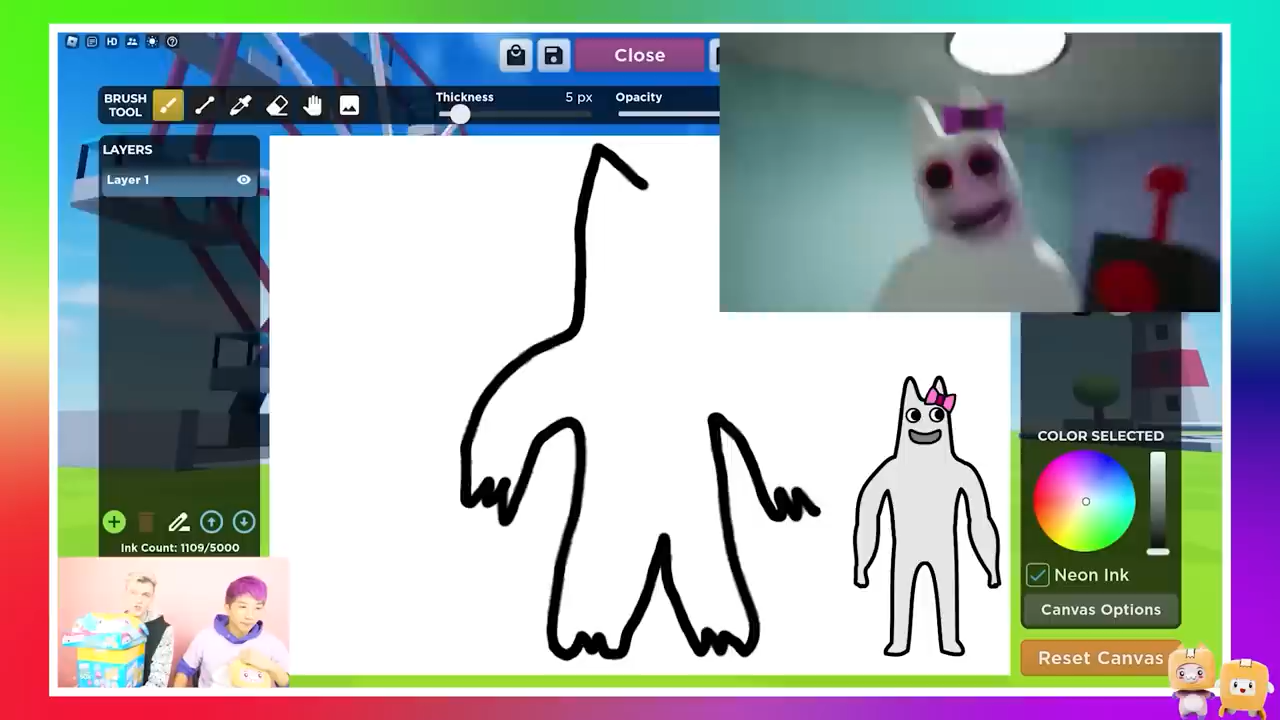 HD
Close
BRUSH
TOOL
Thickness
5 px
Opacity
LAYERS
Layer 1
COLOR SELECTED
Neon Ink
Ink Count: 1109/5000
Canvas Options
Reset Canvas